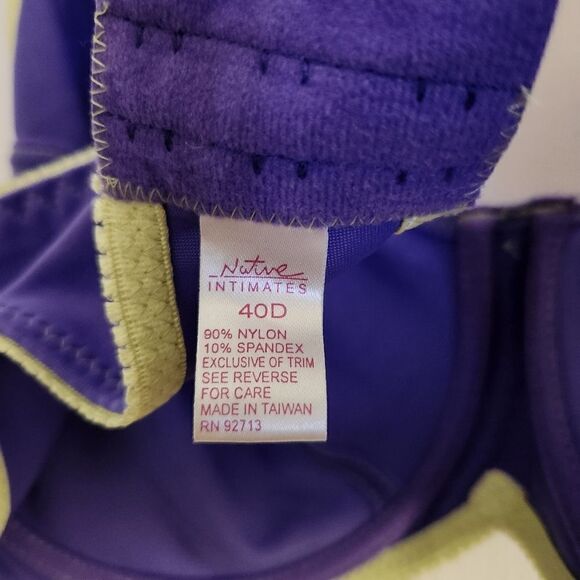 Native
INTIMATES
40D
90% NYLON
10% SPANDEX
EXCLUSIVE OF TRIM
SEE REVERSE
FOR CARE
MADE IN TAIWAN
RN 92713